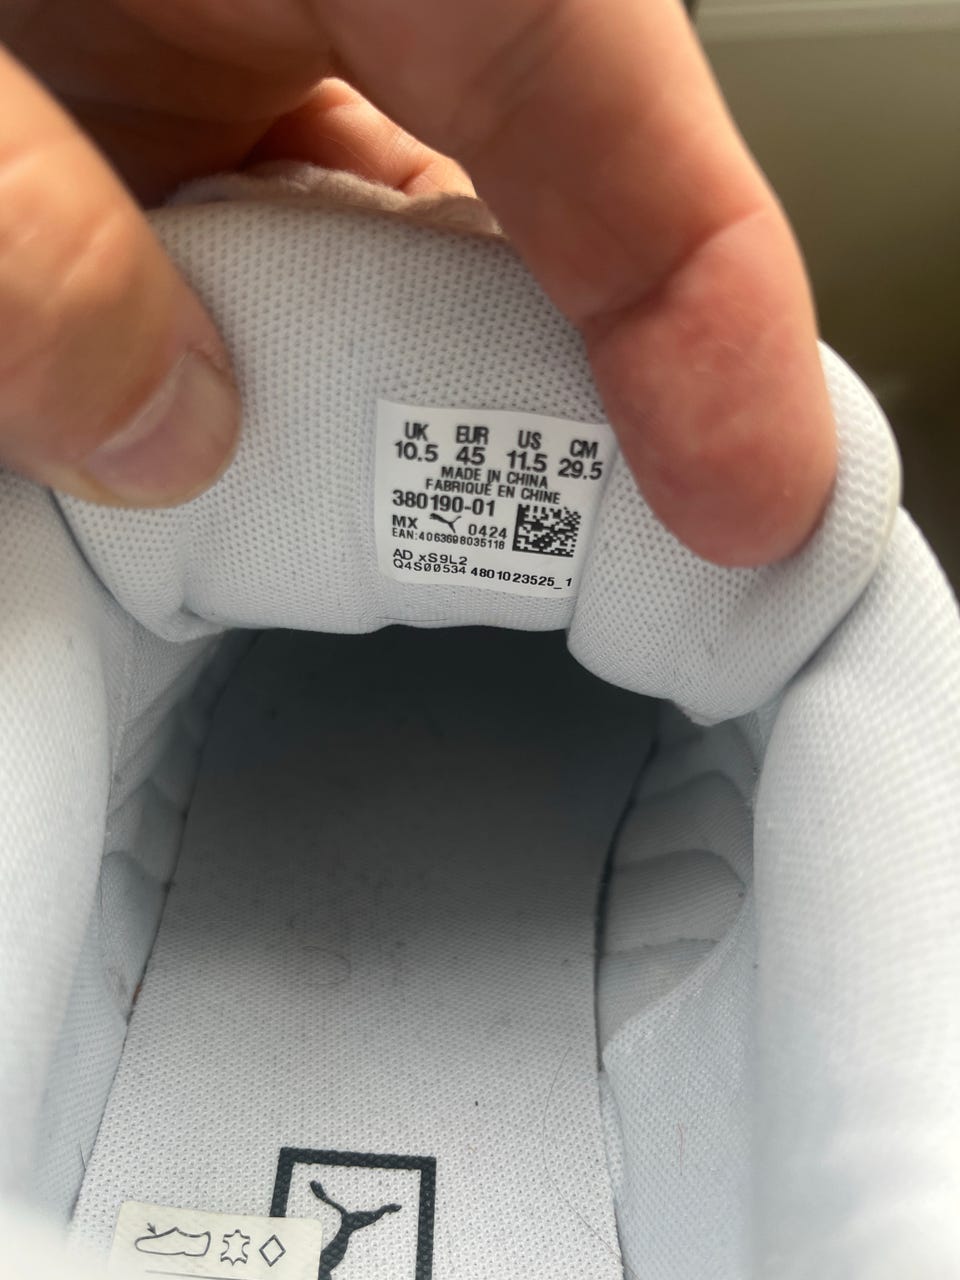 UK EUR US CM
10.5 45 11.5 29.5
MADE IN CHINA
FABRIQUÉ EN CHINE
380190-01
MX 0424
EAN:4063698035118
AD xS9L2
Q4S00534 4801023525_1